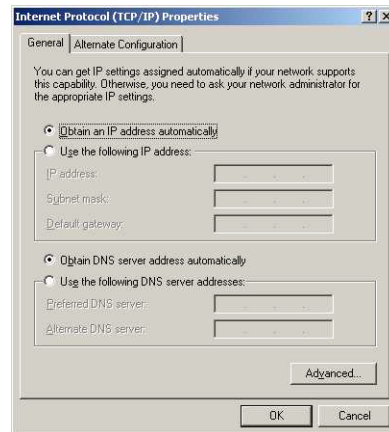 Internet Protocol (TCP/IP) Properties
General
Alternate Configuration
You can get IP settings assigned automatically if your network supports
this capability. Otherwise, you need to ask your network administrator for
the appropriate IP settings.
Obtain an IP address automatically
Use the following IP address:
IP address:
Subnet mask:
Default gateway:
Obtain DNS server address automatically
Use the following DNS server addresses:
Preferred DNS server:
Alternate DNS server:
Advanced...
OK
Cancel